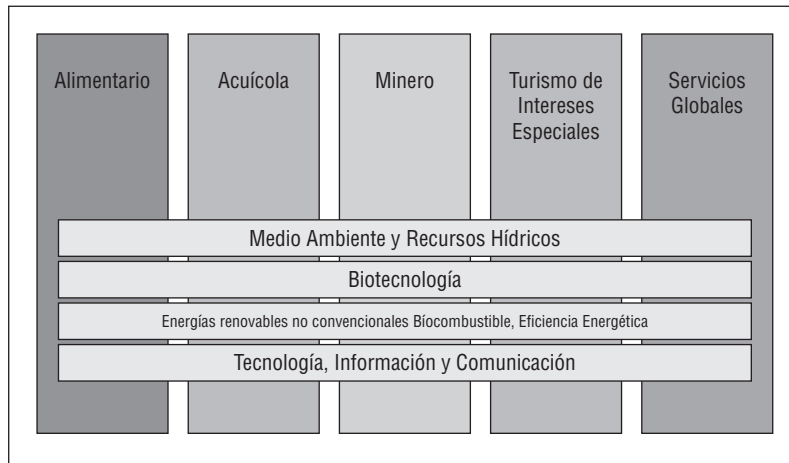 Alimentario
Acuícola
Minero
Turismo de
Intereses
Especiales
Servicios
Globales
Medio Ambiente y Recursos Hídricos
Biotecnología
Energías renovables no convencionales Bíocombustible, Eficiencia Energética
Tecnología, Información y Comunicación